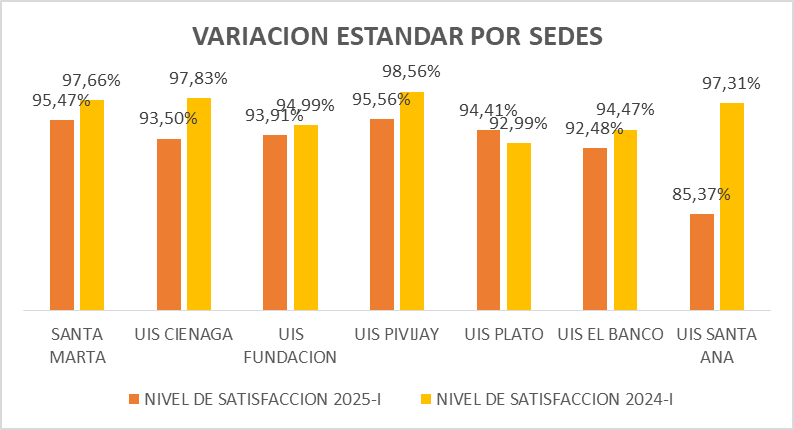 VARIACION ESTANDAR POR SEDES
95,47%
97,66%
93,50%
97,83%
93,91%
94,99%
95,56%
98,56%
94,41%
92,99%
92,48%
94,47%
85,37%
97,31%
SANTA
MARTA
UIS CIENAGA
UIS
FUNDACION
UIS PIVIJAY
UIS PLATO
UIS EL BANCO
UIS SANTA
ANA
NIVEL DE SATISFACCION 2025-I
NIVEL DE SATISFACCION 2024-I